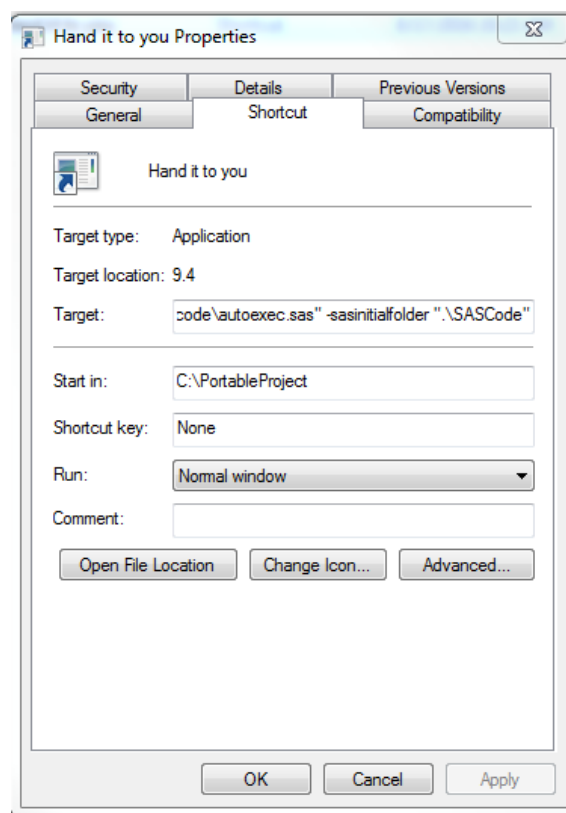 Hand it to you Properties
Security Details Previous Versions
General Shortcut Compatibility
Hand it to you
Target type: Application
Target location: 9.4
Target: code\autoexec.sas" -sasinitialfolder ".\SASCode"
Start in: C:\PortableProject
Shortcut key: None
Run: Normal window
Comment:
Open File Location Change Icon... Advanced...
OK Cancel Apply